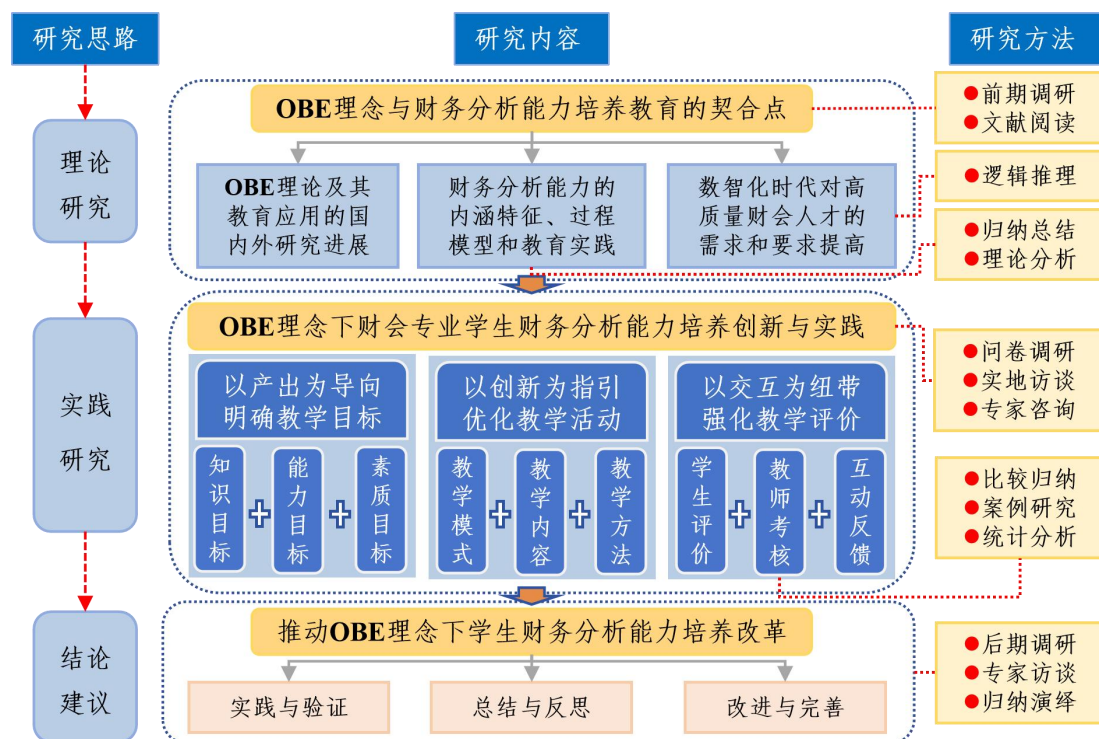 研究思路
研究内容
研究方法
理论
研究
OBE理念与财务分析能力培养教育的契合点
OBE理论及其
教育应用的国
内外研究进展
财务分析能力的
内涵特征、过程
模型和教育实践
数智化时代对高
质量财会人才的
需求和要求提高
●前期调研
●文献阅读
●逻辑推理
●归纳总结
●理论分析
实践
研究
OBE理念下财会专业学生财务分析能力培养创新与实践
以产出为导向
明确教学目标
知识目标
+
能力目标
+
素质目标
以创新为指引
优化教学活动
教学模式
+
教学内容
+
教学方法
以交互为纽带
强化教学评价
学生评价
+
教师考核
+
互动反馈
●问卷调研
●实地访谈
●专家咨询
●比较归纳
●案例研究
●统计分析
结论
建议
推动OBE理念下学生财务分析能力培养改革
实践与验证
总结与反思
改进与完善
●后期调研
●专家访谈
●归纳演绎